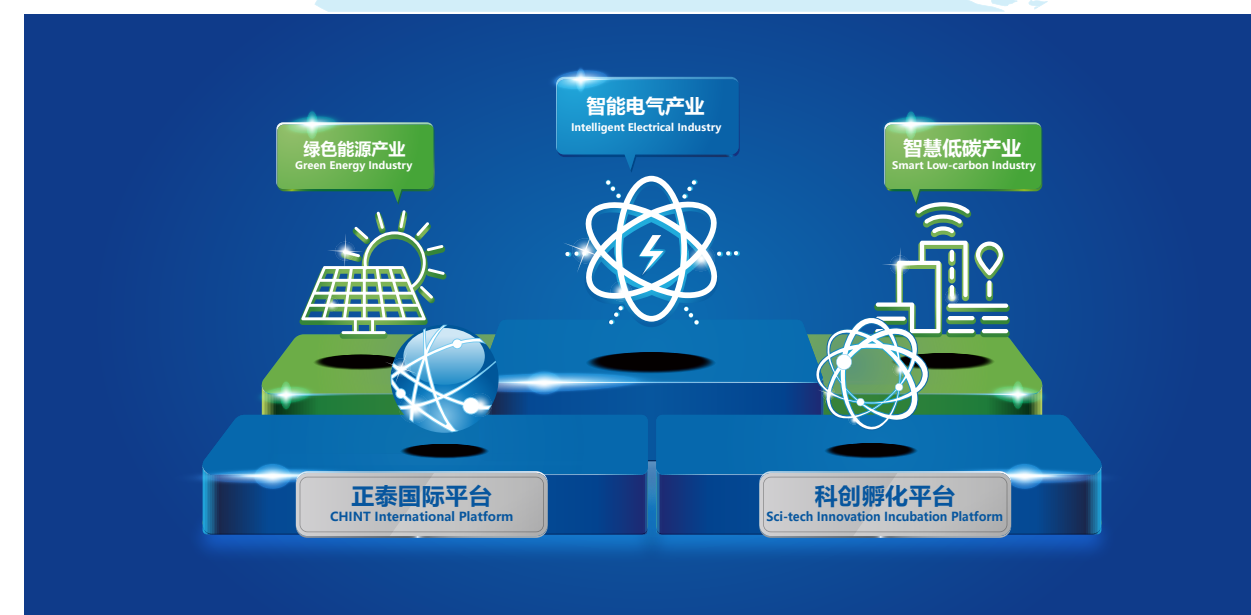 智能电气产业
Intelligent Electrical Industry
绿色能源产业
Green Energy Industry
智慧低碳产业
Smart Low-carbon Industry
正泰国际平台
CHINT International Platform
科创孵化平台
Sci-tech Innovation Incubation Platform